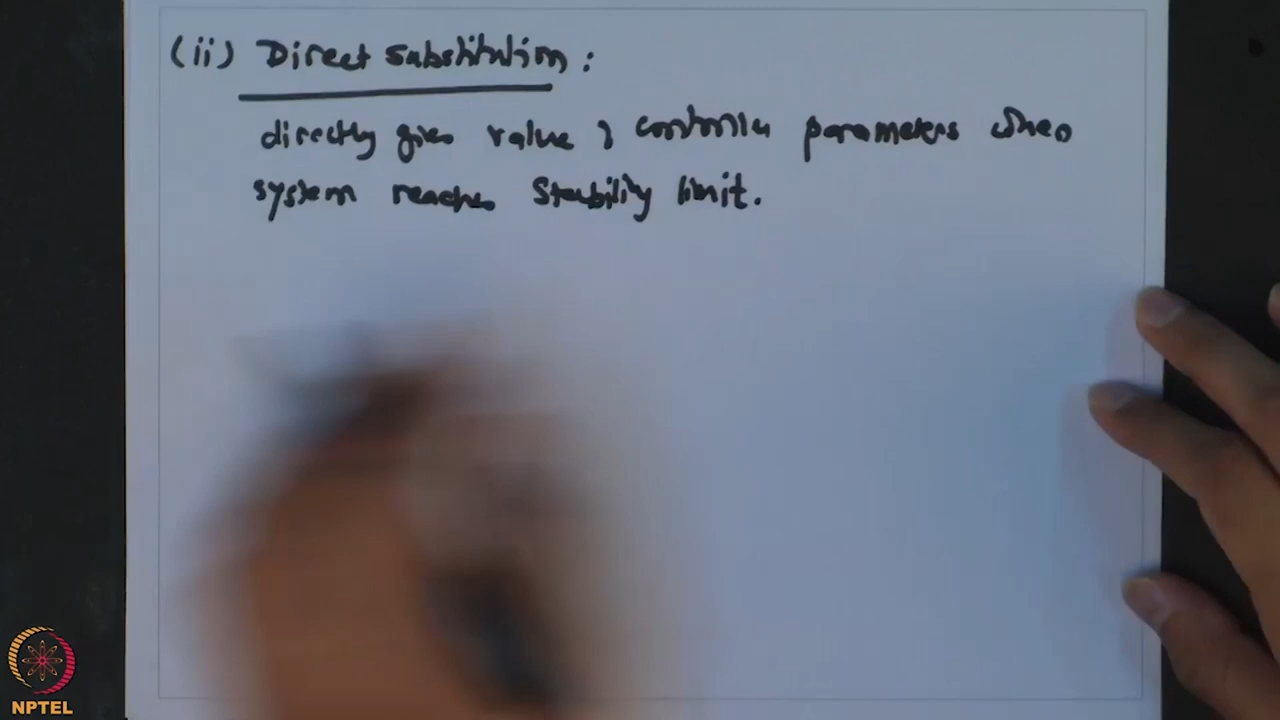 (ii) Direct substitution :
directly gives value of controller parameters when
system reaches stability limit.
NPTEL